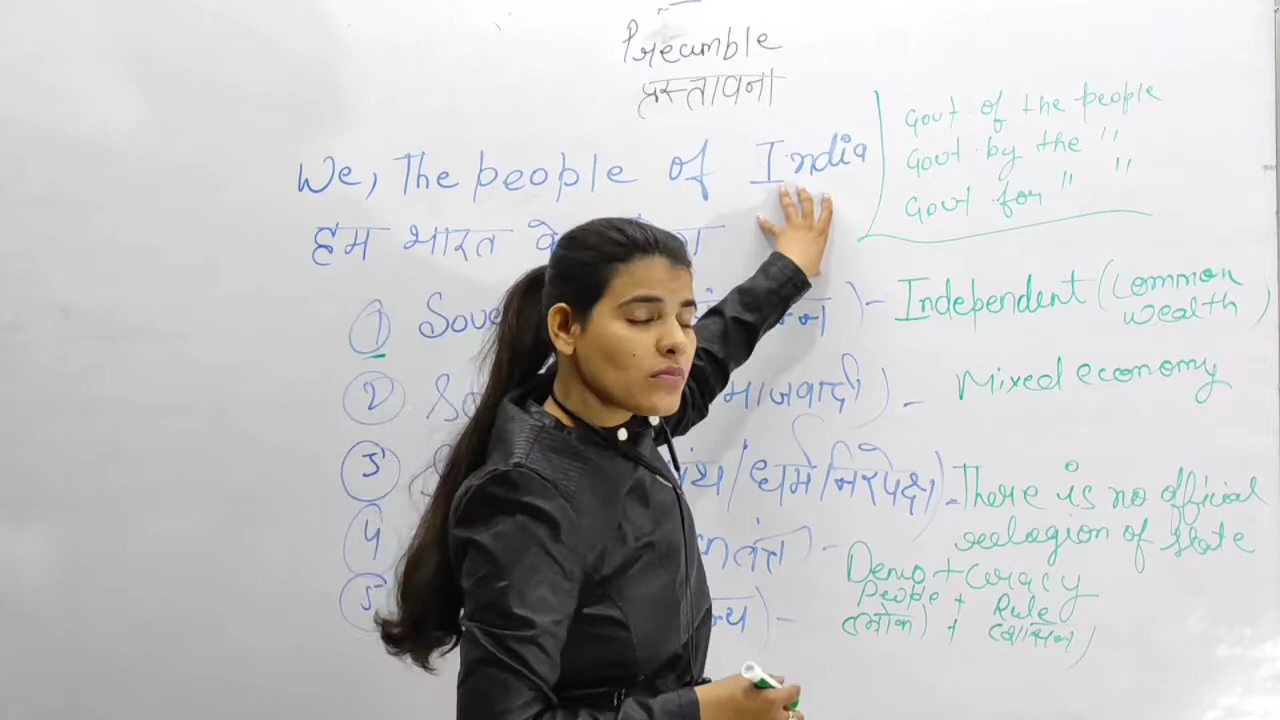 Preamble
प्रस्तावना
We, The people of India
हम भारत के
Govt of the people
Govt by the "
Govt for " "
① Sove
) - Independent (Common
wealth)
② So माजवादी) - Mixed economy
③ पंथ/धर्म निरपेक्ष) - There is no official
relegion of state
④ कतंत्र) - Demo + Cracy
People + Rule
(लोक) + (शासन)
⑤ न्य) -